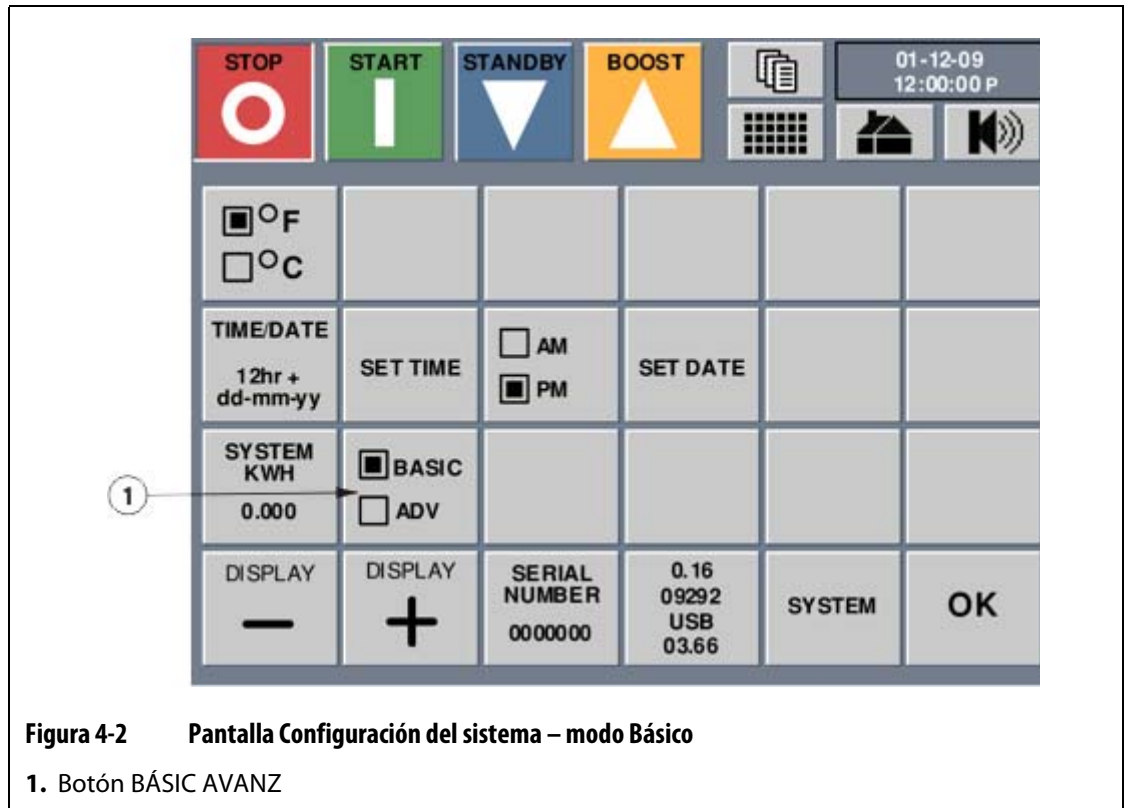 STOP START STANDBY BOOST
01-12-09
12:00:00 P
°F
°C
TIME/DATE
12hr +
dd-mm-yy
SET TIME
AM
PM
SET DATE
SYSTEM
KWH
0.000
BASIC
ADV
1
DISPLAY
−
DISPLAY
+
SERIAL
NUMBER
0000000
0.16
09292
USB
03.66
SYSTEM
OK
Figura 4-2 Pantalla Configuración del sistema – modo Básico
1. Botón BÁSIC AVANZ